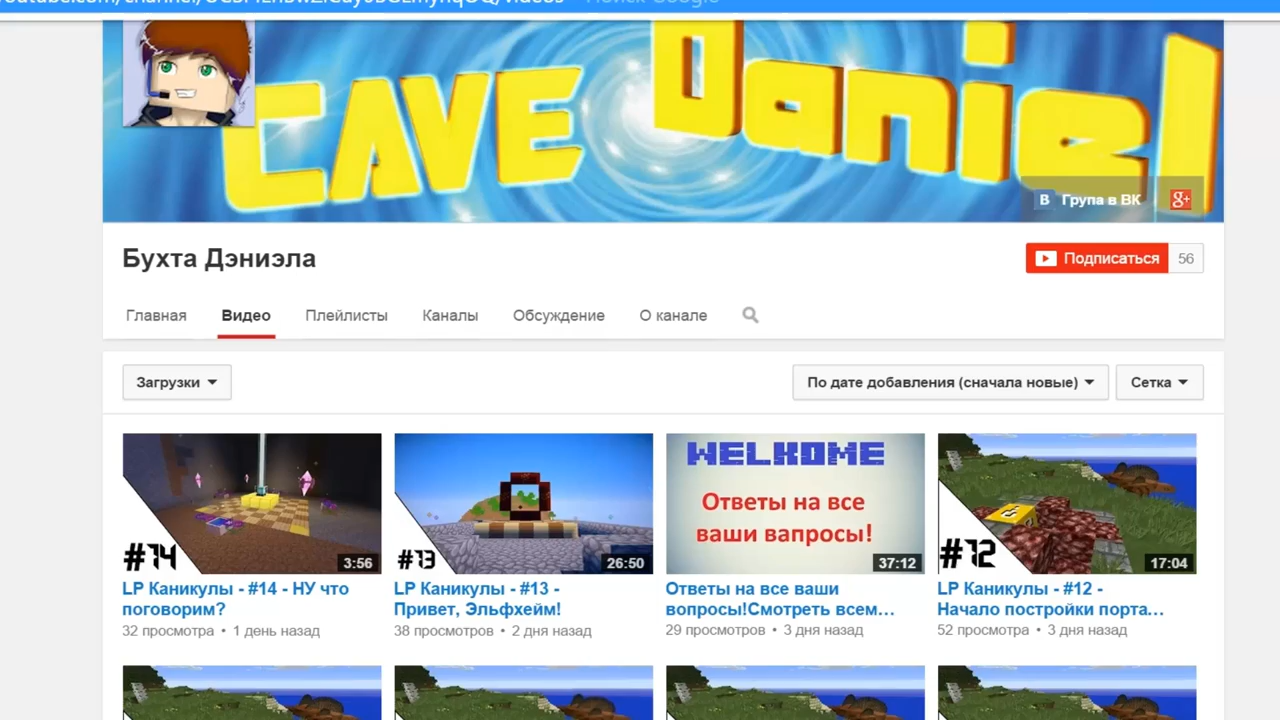 Поиск Google
CAVE Daniel
В Група в ВК g+
Бухта Дэниэла
Подписаться 56
Главная Видео Плейлисты Каналы Обсуждение О канале
Загрузки
По дате добавления (сначала новые) Сетка
#14 3:56
#13 26:50
WELKOME
Ответы на все
ваши вапросы!
37:12
#12 17:04
LP Каникулы - #14 - НУ что
поговорим?
32 просмотра • 1 день назад
LP Каникулы - #13 -
Привет, Эльфхейм!
38 просмотров • 2 дня назад
Ответы на все ваши
вопросы!Смотреть всем…
29 просмотров • 3 дня назад
LP Каникулы - #12 -
Начало постройки порта…
52 просмотра • 3 дня назад